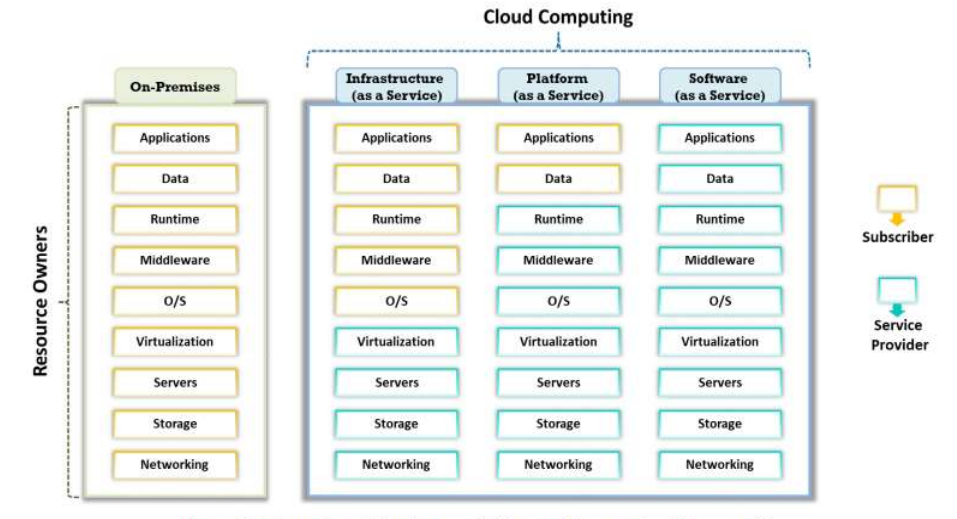 Cloud Computing
On-Premises
Infrastructure
(as a Service)
Platform
(as a Service)
Software
(as a Service)
Resource Owners
Applications
Data
Runtime
Middleware
O/S
Virtualization
Servers
Storage
Networking
Applications
Data
Runtime
Middleware
O/S
Virtualization
Servers
Storage
Networking
Applications
Data
Runtime
Middleware
O/S
Virtualization
Servers
Storage
Networking
Applications
Data
Runtime
Middleware
O/S
Virtualization
Servers
Storage
Networking
Subscriber
Service
Provider